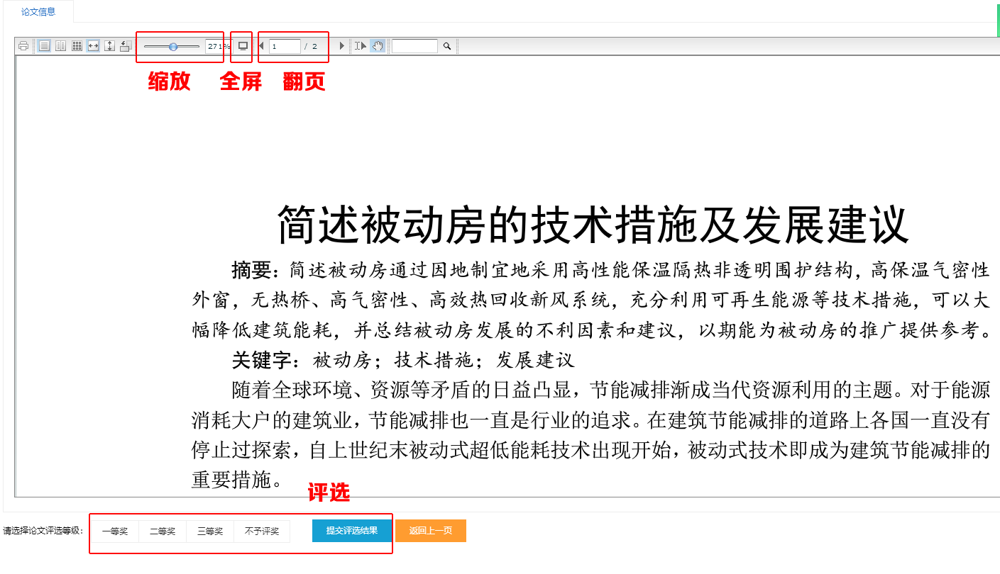 论文信息
271% 1 / 2
缩放 全屏 翻页
简述被动房的技术措施及发展建议
摘要：简述被动房通过因地制宜地采用高性能保温隔热非透明围护结构，高保温气密性
外窗，无热桥、高气密性、高效热回收新风系统，充分利用可再生能源等技术措施，可以大
幅降低建筑能耗，并总结被动房发展的不利因素和建议，以期能为被动房的推广提供参考。
关键字：被动房；技术措施；发展建议
随着全球环境、资源等矛盾的日益凸显，节能减排渐成当代资源利用的主题。对于能源
消耗大户的建筑业，节能减排也一直是行业的追求。在建筑节能减排的道路上各国一直没有
停止过探索，自上世纪末被动式超低能耗技术出现开始，被动式技术即成为建筑节能减排的
重要措施。
评选
请选择论文评选等级： 一等奖 二等奖 三等奖 不予评奖 提交评选结果 返回上一页